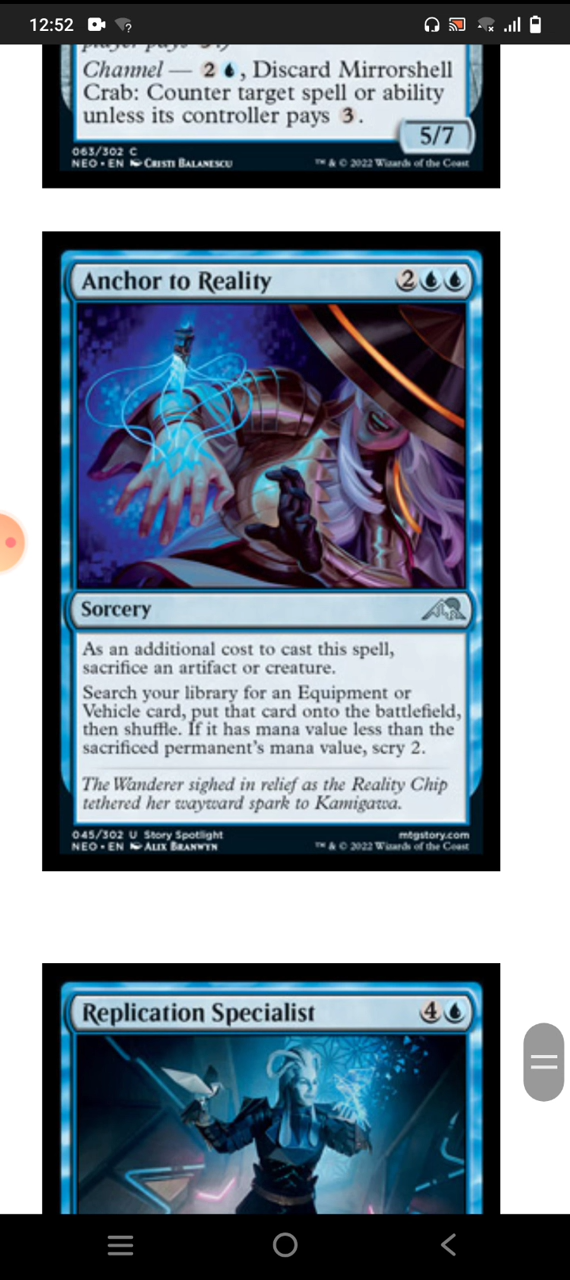 12:52
player pays 3.)
Channel — 2, Discard Mirrorshell
Crab: Counter target spell or ability
unless its controller pays 3.
5/7
063/302 C
NEO • EN CRISTI BALANESCU
™ & © 2022 Wizards of the Coast
Anchor to Reality 2
Sorcery
As an additional cost to cast this spell,
sacrifice an artifact or creature.
Search your library for an Equipment or
Vehicle card, put that card onto the battlefield,
then shuffle. If it has mana value less than the
sacrificed permanent's mana value, scry 2.
The Wanderer sighed in relief as the Reality Chip
tethered her wayward spark to Kamigawa.
045/302 U Story Spotlight
mtgstory.com
NEO • EN ALIX BRANWYN
™ & © 2022 Wizards of the Coast
Replication Specialist 4